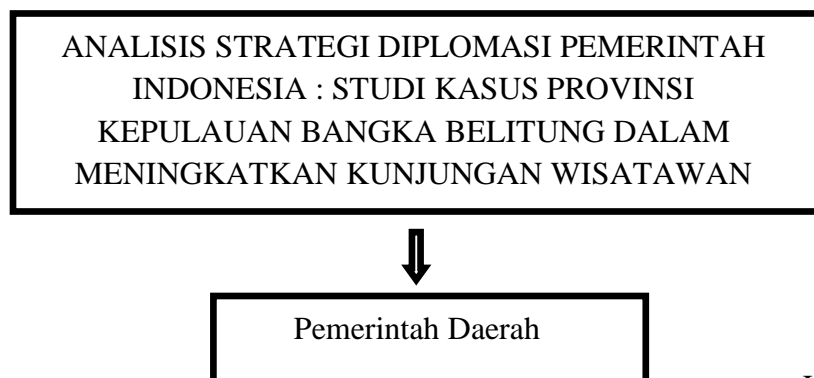 ANALISIS STRATEGI DIPLOMASI PEMERINTAH
INDONESIA : STUDI KASUS PROVINSI
KEPULAUAN BANGKA BELITUNG DALAM
MENINGKATKAN KUNJUNGAN WISATAWAN
Pemerintah Daerah